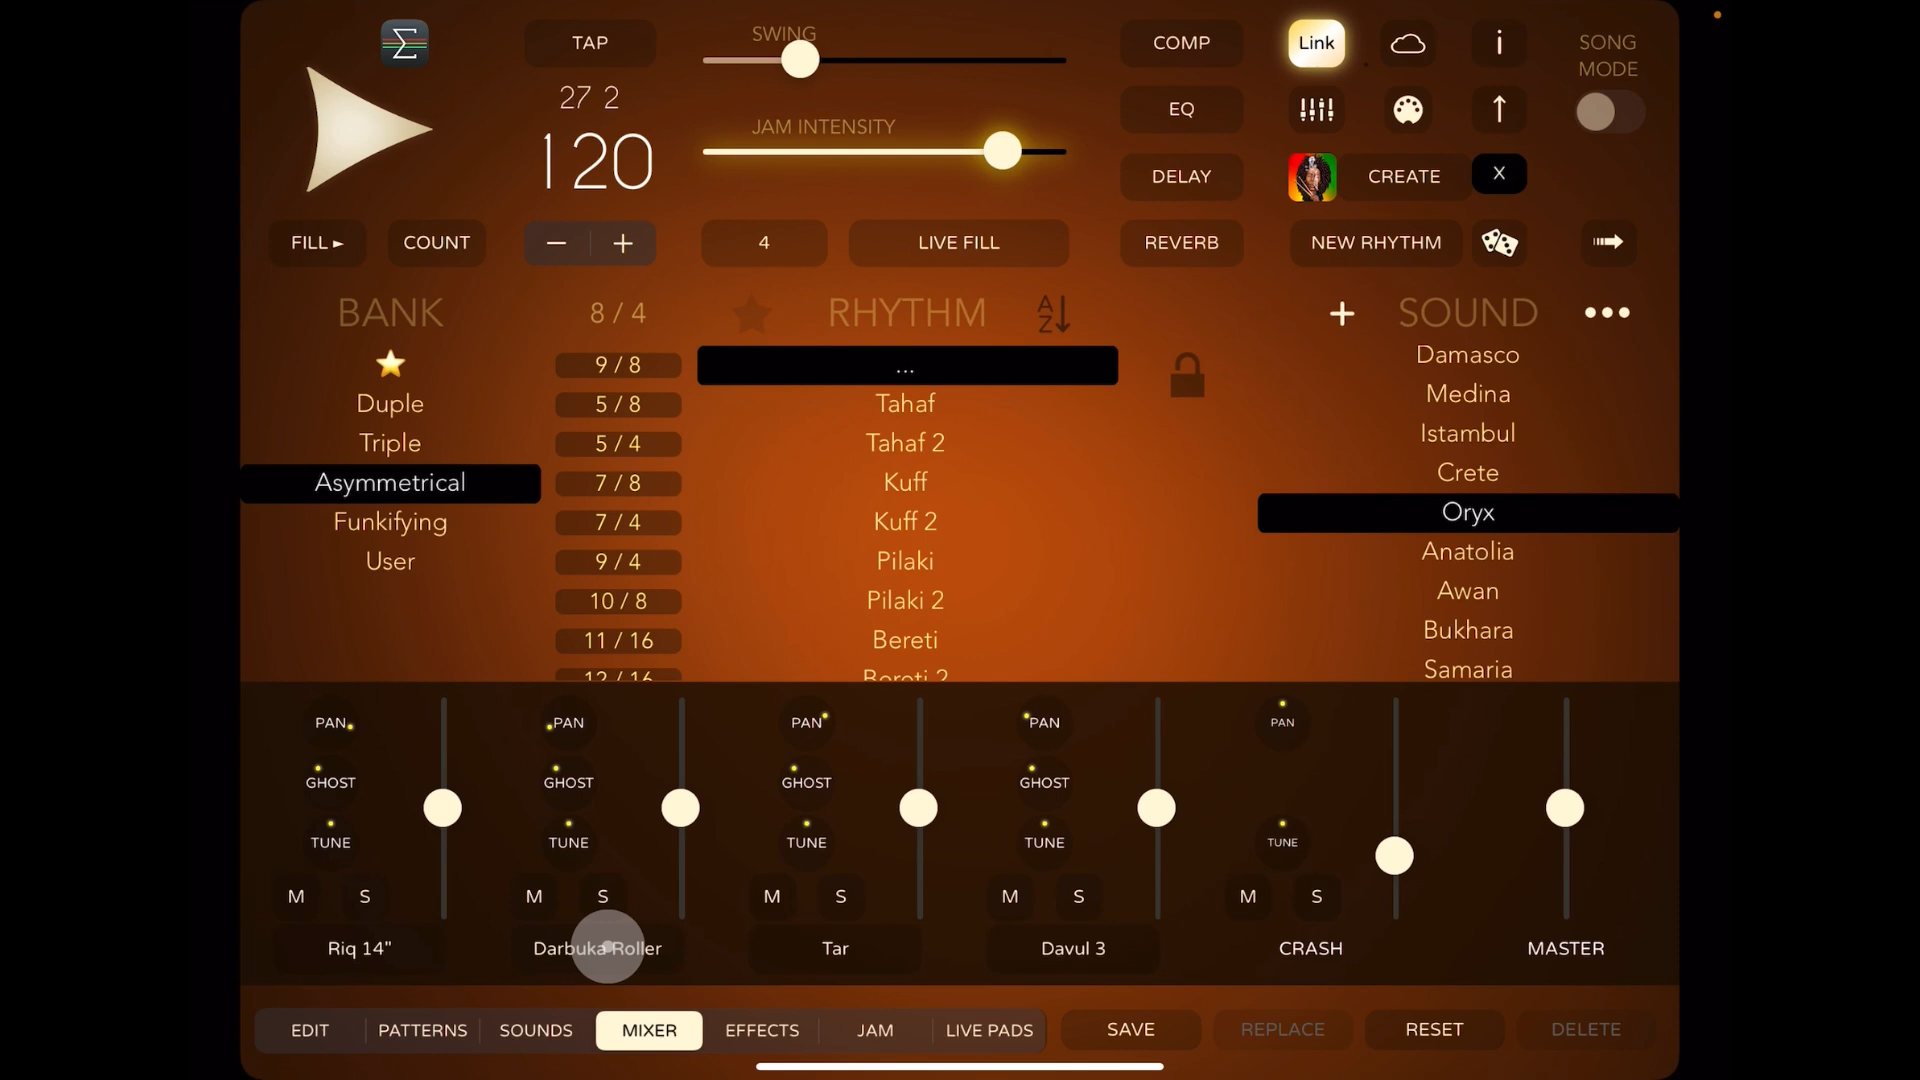 TAP
SWING
COMP
Link
i
SONG
MODE
27 2
120
JAM INTENSITY
EQ
DELAY
CREATE
X
FILL►
COUNT
− +
4
LIVE FILL
REVERB
NEW RHYTHM
BANK
8 / 4
RHYTHM
A
Z
+
SOUND
•••
Duple
Triple
Asymmetrical
Funkifying
User
9 / 8
5 / 8
5 / 4
7 / 8
7 / 4
9 / 4
10 / 8
11 / 16
12 / 16
...
Tahaf
Tahaf 2
Kuff
Kuff 2
Pilaki
Pilaki 2
Bereti
Bereti 2
Damasco
Medina
Istambul
Crete
Oryx
Anatolia
Awan
Bukhara
Samaria
PAN
GHOST
TUNE
M S
Riq 14"
PAN
GHOST
TUNE
M S
Darbuka Roller
PAN
GHOST
TUNE
M S
Tar
PAN
GHOST
TUNE
M S
Davul 3
PAN
TUNE
M S
CRASH
MASTER
EDIT
PATTERNS
SOUNDS
MIXER
EFFECTS
JAM
LIVE PADS
SAVE
REPLACE
RESET
DELETE